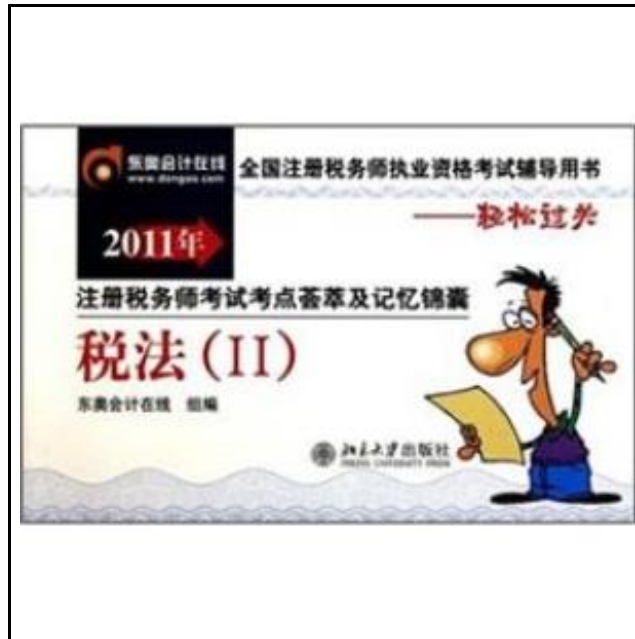 东奥会计在线
www.dongao.com
全国注册税务师执业资格考试辅导用书
——轻松过关
2011年
注册税务师考试考点荟萃及记忆锦囊
税法(II)
东奥会计在线 组编
北京大学出版社
PEKING UNIVERSITY PRESS